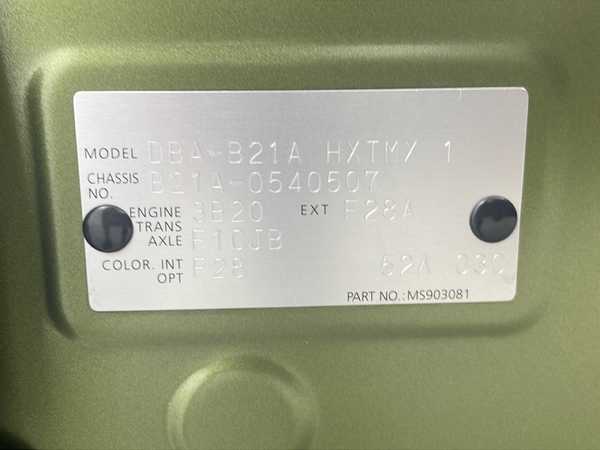 MODEL DBA-B21A HXTMX 1
CHASSIS NO. B21A-0540507
ENGINE 3B20 EXT F28A
TRANS AXLE F1CJB
COLOR. INT OPT F28 62A 03C
PART NO.: MS903081